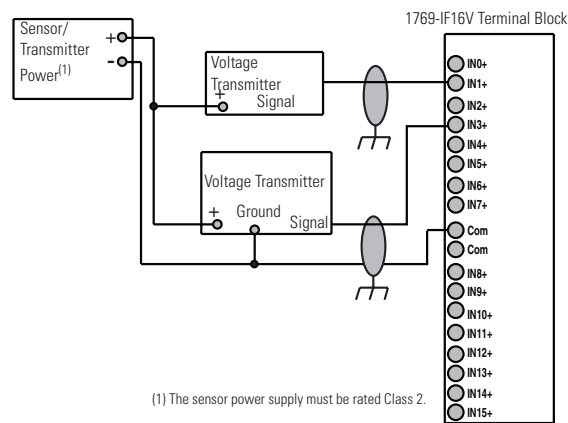 1769-IF16V Terminal Block
Sensor/
Transmitter
Power(1)
+
-
Voltage
Transmitter
+
Signal
Voltage Transmitter
+
Ground
Signal
IN0+
IN1+
IN2+
IN3+
IN4+
IN5+
IN6+
IN7+
Com
Com
IN8+
IN9+
IN10+
IN11+
IN12+
IN13+
IN14+
IN15+
(1) The sensor power supply must be rated Class 2.